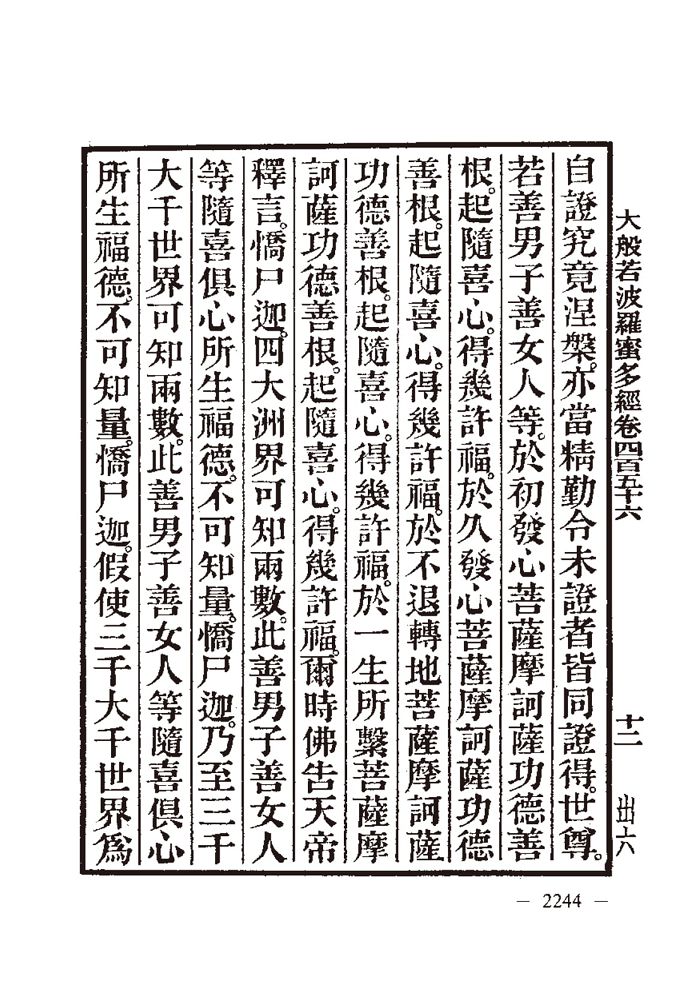 大般若波羅蜜多經卷四百五十六　十二　出六
自證究竟涅槃。亦當精勤令未證者皆同證得。世尊。
若善男子善女人等。於初發心菩薩摩訶薩功德善
根。起隨喜心。得幾許福。於久發心菩薩摩訶薩功德
善根。起隨喜心。得幾許福。於不退轉地菩薩摩訶薩
功德善根。起隨喜心。得幾許福。於一生所繫菩薩摩
訶薩功德善根。起隨喜心。得幾許福。爾時佛告天帝
釋言。憍尸迦。四大洲界可知兩數。此善男子善女人
等隨喜俱心所生福德。不可知量。憍尸迦。乃至三千
大千世界可知兩數。此善男子善女人等隨喜俱心
所生福德。不可知量。憍尸迦。假使三千大千世界為
— 2244 —